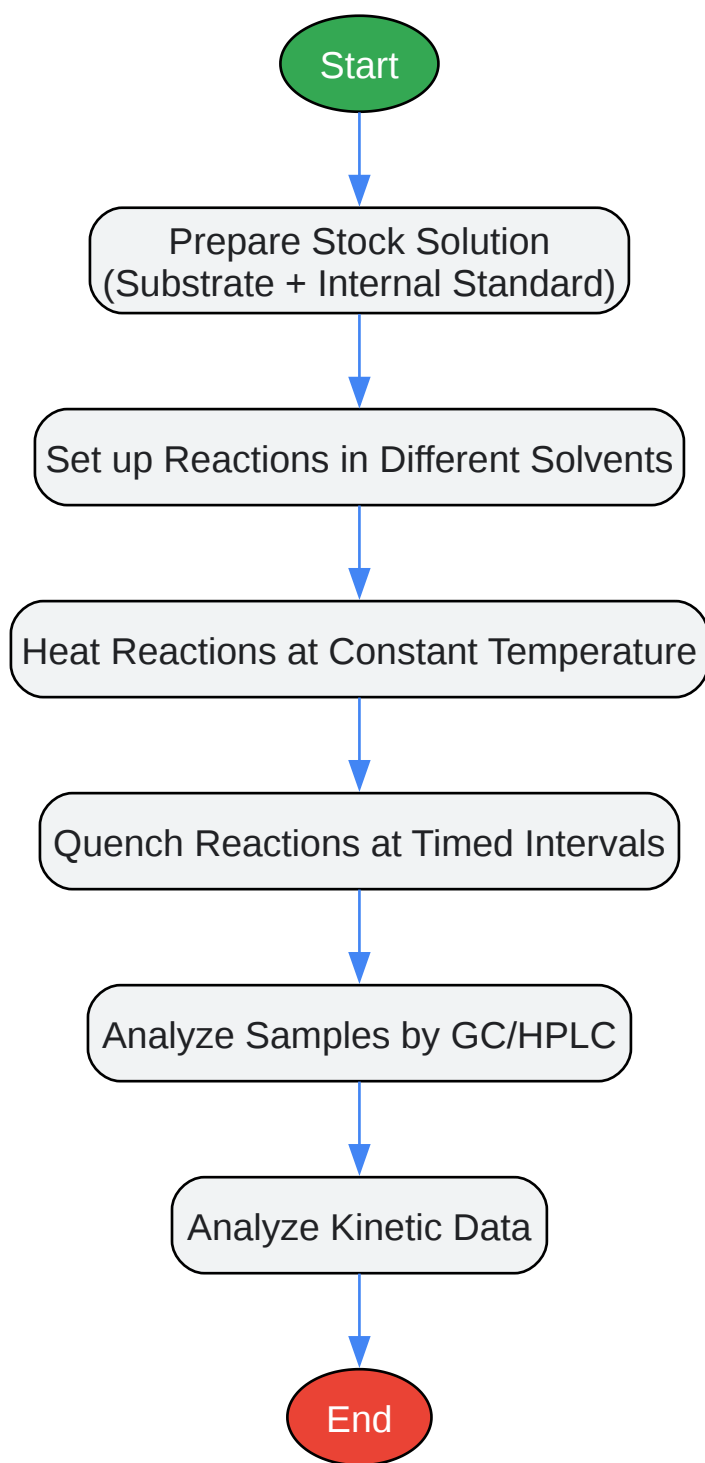 Start
Prepare Stock Solution
(Substrate + Internal Standard)
Set up Reactions in Different Solvents
Heat Reactions at Constant Temperature
Quench Reactions at Timed Intervals
Analyze Samples by GC/HPLC
Analyze Kinetic Data
End